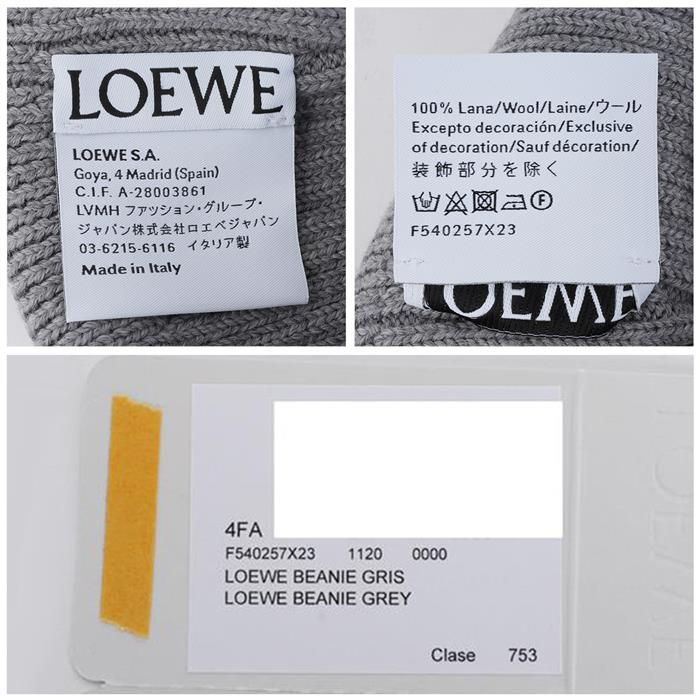 LOEWE
LOEWE S.A.
Goya, 4 Madrid (Spain)
C.I.F. A-28003861
LVMH ファッション・グループ・
ジャパン株式会社ロエベジャパン
03-6215-6116 イタリア製
Made in Italy
100% Lana/Wool/Laine/ウール
Excepto decoración/Exclusive
of decoration/Sauf décoration/
装飾部分を除く
F540257X23
LOEWE
4FA
F540257X23 1120 0000
LOEWE BEANIE GRIS
LOEWE BEANIE GREY
Clase 753
LOEWE